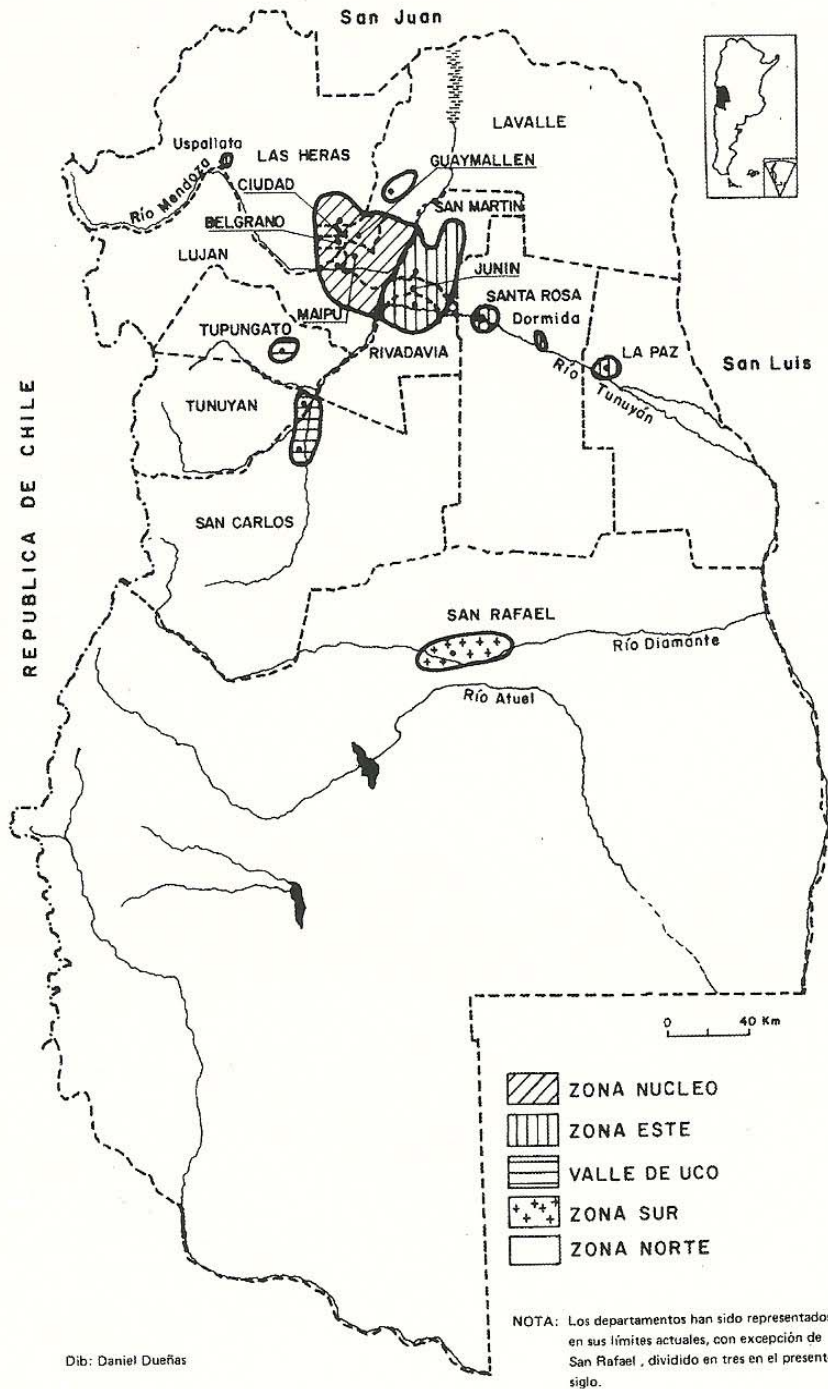 San Juan
LAVALLE
Uspallata
LAS HERAS
GUAYMALLEN
CIUDAD
Río Mendoza
SAN MARTIN
BELGRANO
LUJAN
JUNIN
MAIPU
SANTA ROSA
Dormida
TUPUNGATO
RIVADAVIA
LA PAZ
San Luis
Río Tunuyán
TUNUYAN
REPUBLICA DE CHILE
SAN CARLOS
SAN RAFAEL
Río Diamante
Río Atuel
0 40 Km
ZONA NUCLEO
ZONA ESTE
VALLE DE UCO
ZONA SUR
ZONA NORTE
NOTA: Los departamentos han sido representados
en sus límites actuales, con excepción de
San Rafael, dividido en tres en el presente
siglo.
Dib: Daniel Dueñas